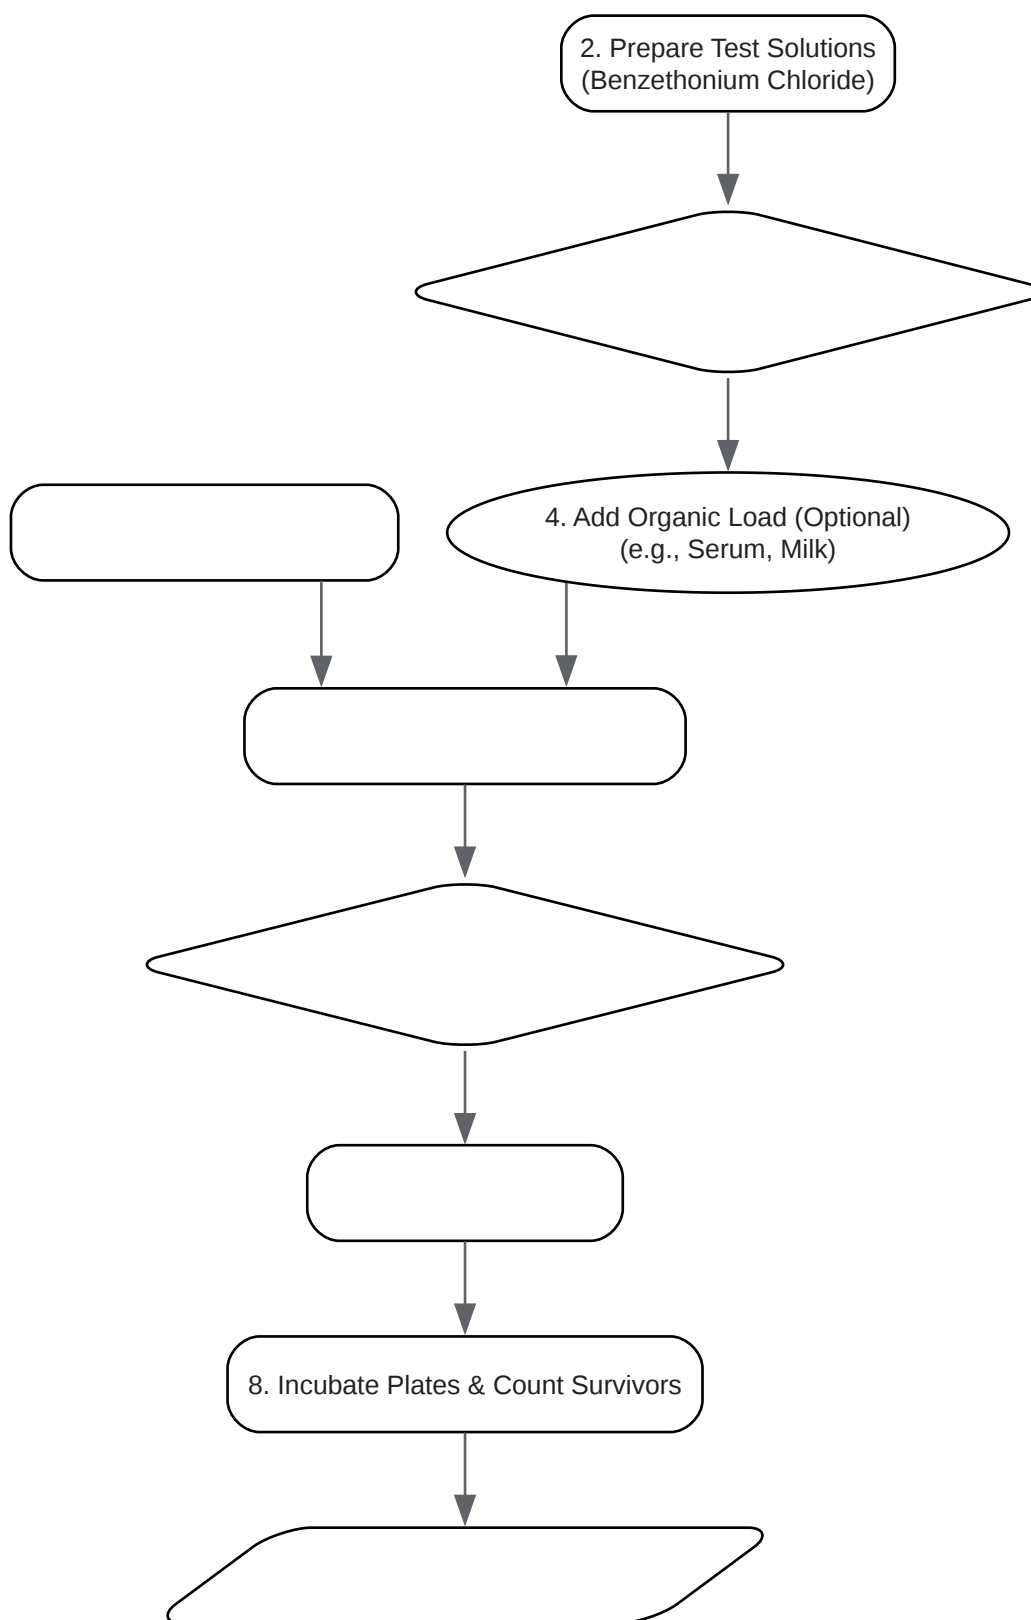 2. Prepare Test Solutions
(Benzethonium Chloride)
4. Add Organic Load (Optional)
(e.g., Serum, Milk)
8. Incubate Plates & Count Survivors